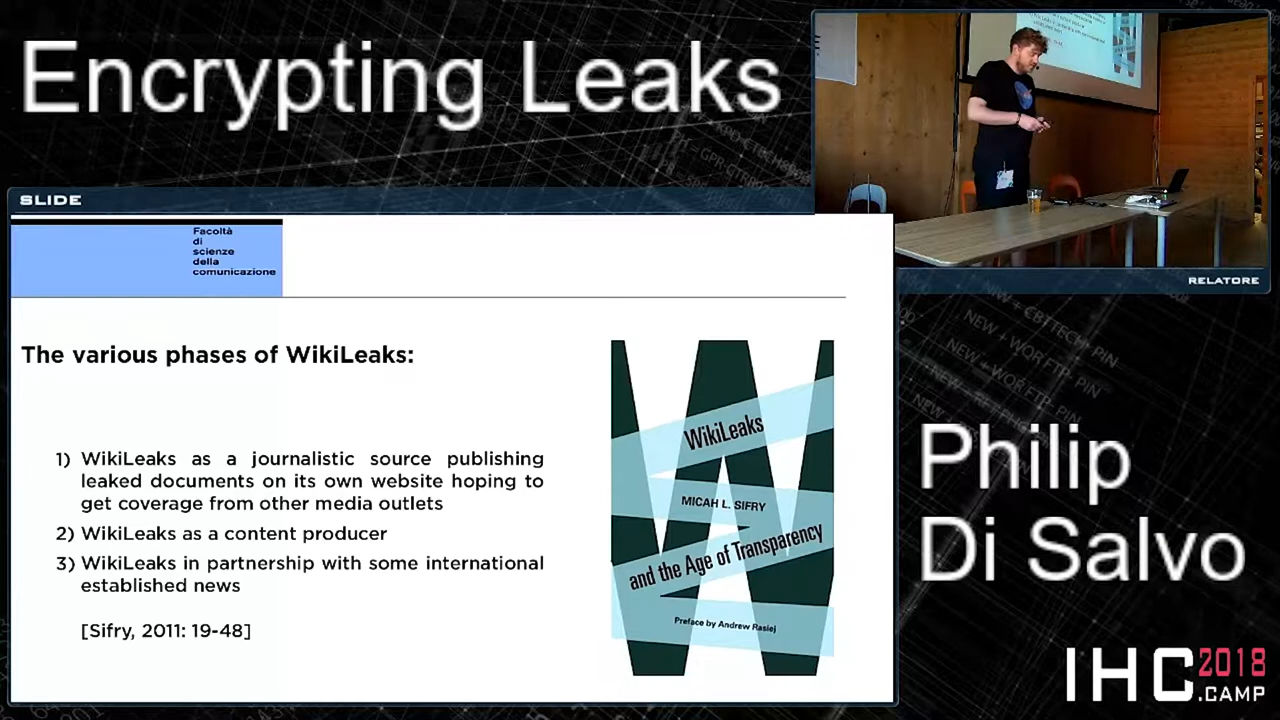 Encrypting Leaks
SLIDE
Facoltà
di
scienze
della
comunicazione
The various phases of WikiLeaks:
1) WikiLeaks as a journalistic source publishing
leaked documents on its own website hoping to
get coverage from other media outlets
2) WikiLeaks as a content producer
3) WikiLeaks in partnership with some international
established news
[Sifry, 2011: 19-48]
WikiLeaks
MICAH L. SIFRY
and the Age of Transparency
Preface by Andrew Rasiej
RELATORE
Philip
Di Salvo
IHC 2018
.CAMP